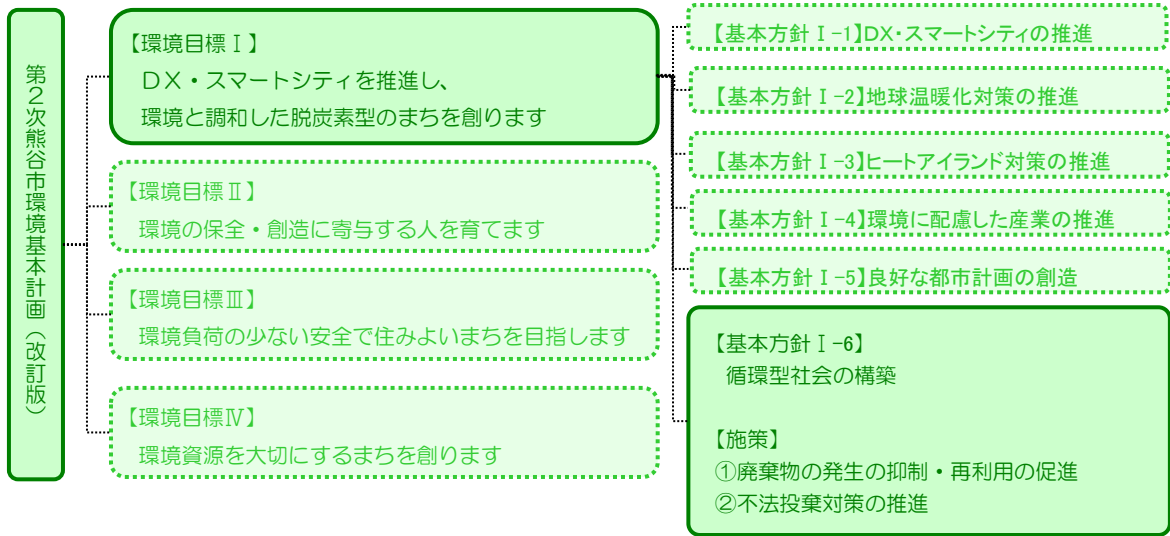 第2次熊谷市環境基本計画（改訂版）
【環境目標Ⅰ】
ＤＸ・スマートシティを推進し、
環境と調和した脱炭素型のまちを創ります
【環境目標Ⅱ】
環境の保全・創造に寄与する人を育てます
【環境目標Ⅲ】
環境負荷の少ない安全で住みよいまちを目指します
【環境目標Ⅳ】
環境資源を大切にするまちを創ります
【基本方針Ⅰ-1】DX・スマートシティの推進
【基本方針Ⅰ-2】地球温暖化対策の推進
【基本方針Ⅰ-3】ヒートアイランド対策の推進
【基本方針Ⅰ-4】環境に配慮した産業の推進
【基本方針Ⅰ-5】良好な都市計画の創造
【基本方針Ⅰ-6】
循環型社会の構築
【施策】
①廃棄物の発生の抑制・再利用の促進
②不法投棄対策の推進